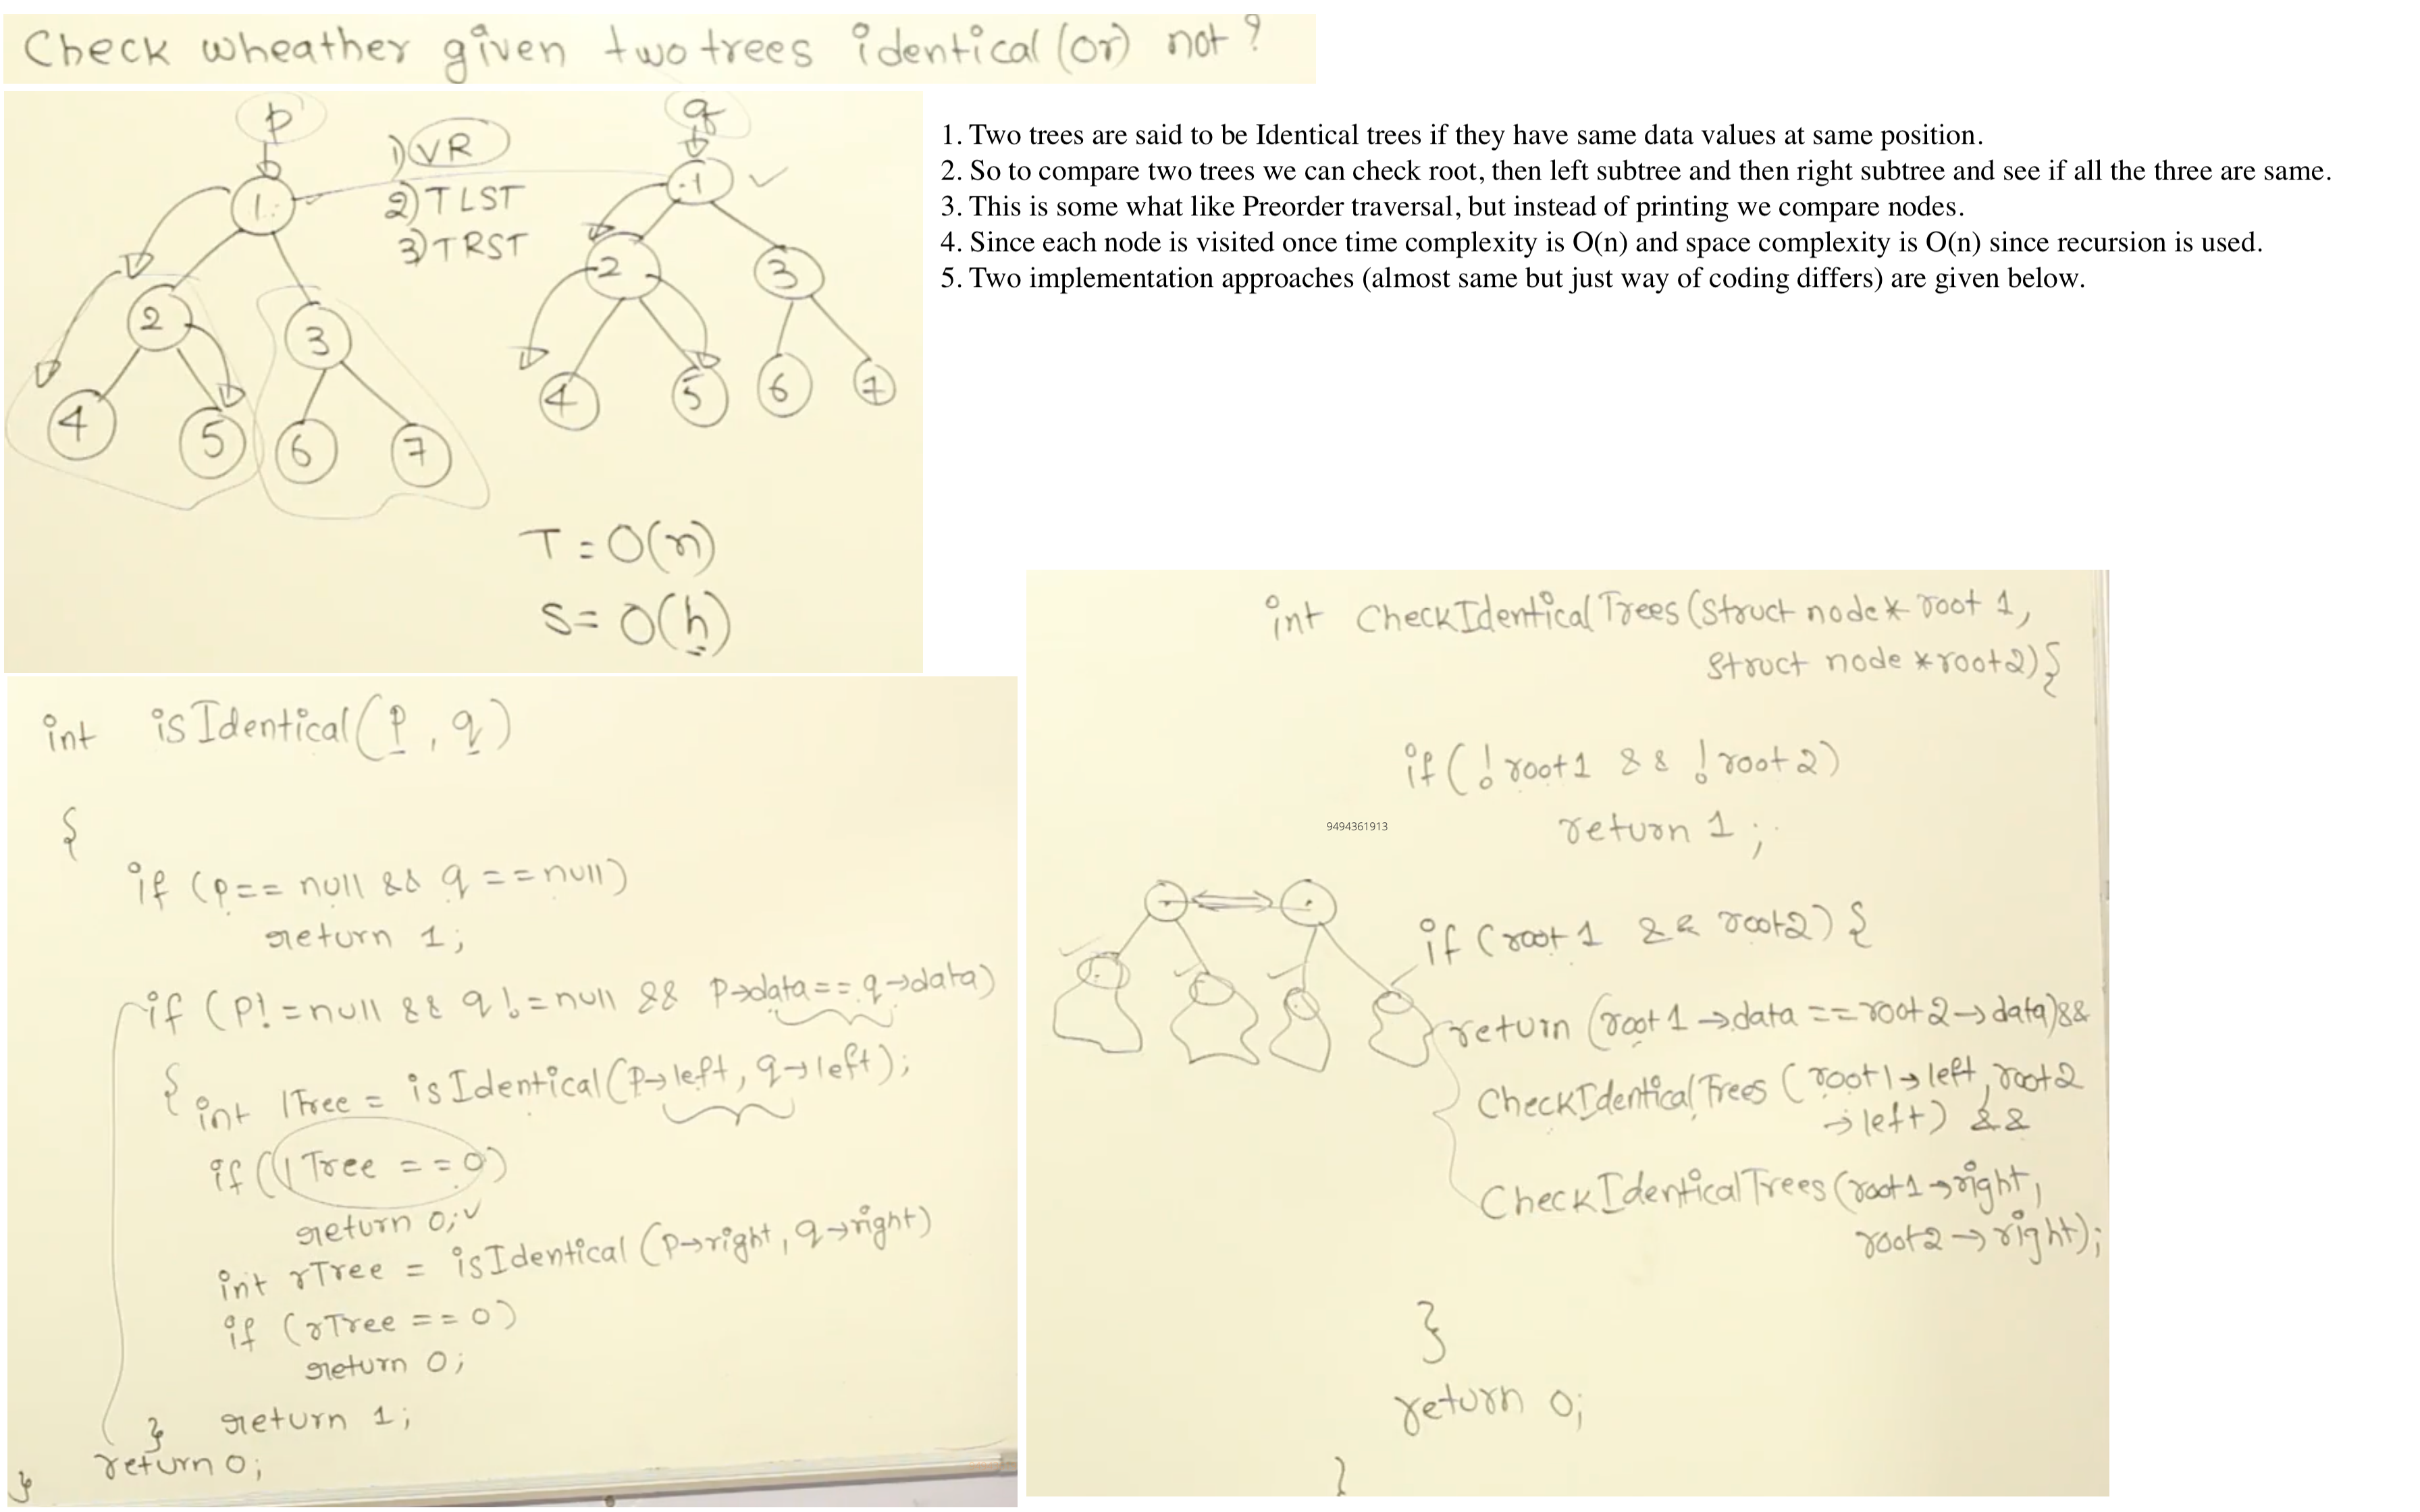 Check wheather given two trees identical (or) not?
p
q
1) VR
2) TLST
3) TRST
1
1
2
3
2
3
4
5
6
7
4
5
6
7
T = O(n)
S = O(h)
1. Two trees are said to be Identical trees if they have same data values at same position.
2. So to compare two trees we can check root, then left subtree and then right subtree and see if all the three are same.
3. This is some what like Preorder traversal, but instead of printing we compare nodes.
4. Since each node is visited once time complexity is O(n) and space complexity is O(n) since recursion is used.
5. Two implementation approaches (almost same but just way of coding differs) are given below.
int isIdentical(p, q)
{
if (p== null && q ==null)
return 1;
if (p!=null && q!=null && p→data== q→data)
{ int lTree = isIdentical(p→left, q→left);
if (lTree ==0)
return 0;
int rTree = isIdentical (p→right, q→right)
if (rTree ==0)
return 0;
} return 1;
return 0;
}
int CheckIdenticalTrees(struct node* root1,
struct node *root2){
if(!root1 && !root2)
return 1;
9494361913
if (root1 && root2) {
return (root1→data ==root2→data)&&
CheckIdenticalTrees (root1→left, root2
→left) &&
CheckIdenticalTrees(root1→right,
root2→right);
}
return 0;
}